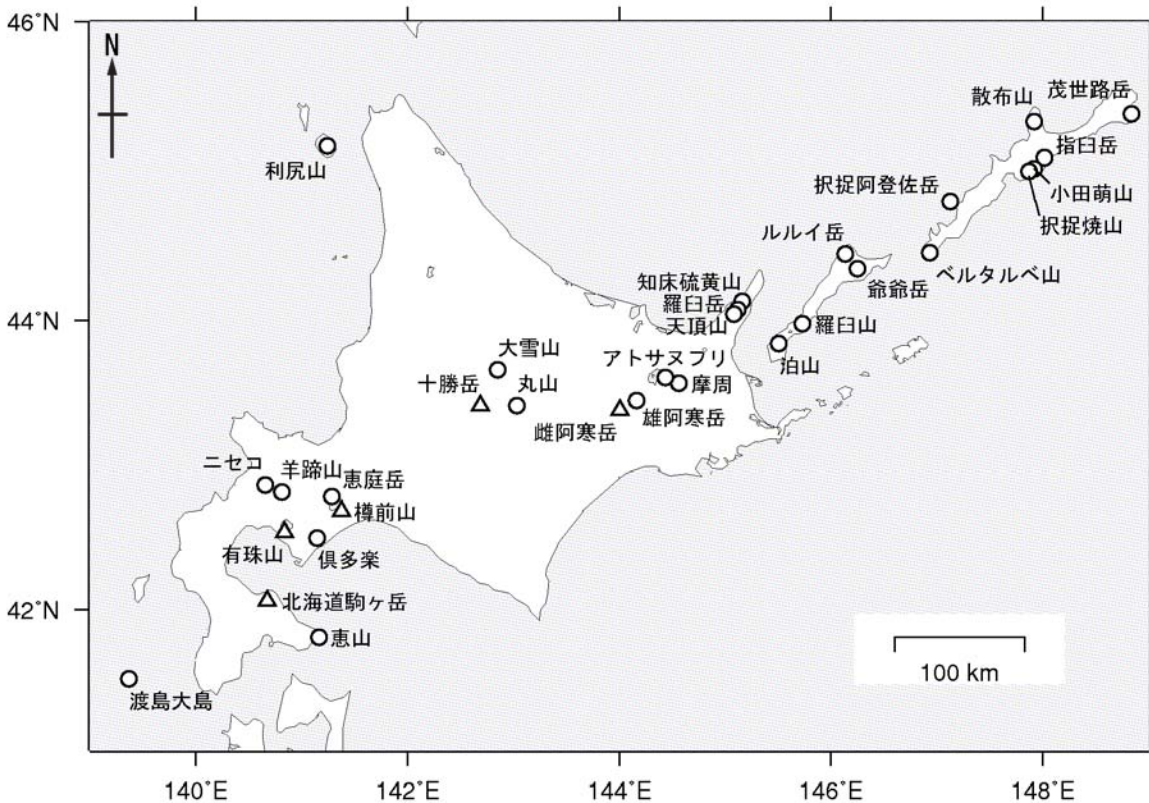 46°N
N
茂世路岳
散布山
指臼岳
利尻山
小田萌山
択捉阿登佐岳
択捉焼山
ルルイ岳
ベルタルベ山
知床硫黄山
爺爺岳
羅臼岳
44°N
天頂山
羅臼山
大雪山
アトサヌプリ
泊山
十勝岳
丸山
摩周
雌阿寒岳
雄阿寒岳
ニセコ
羊蹄山
恵庭岳
樽前山
有珠山
倶多楽
42°N
北海道駒ヶ岳
恵山
100 km
渡島大島
140°E
142°E
144°E
146°E
148°E